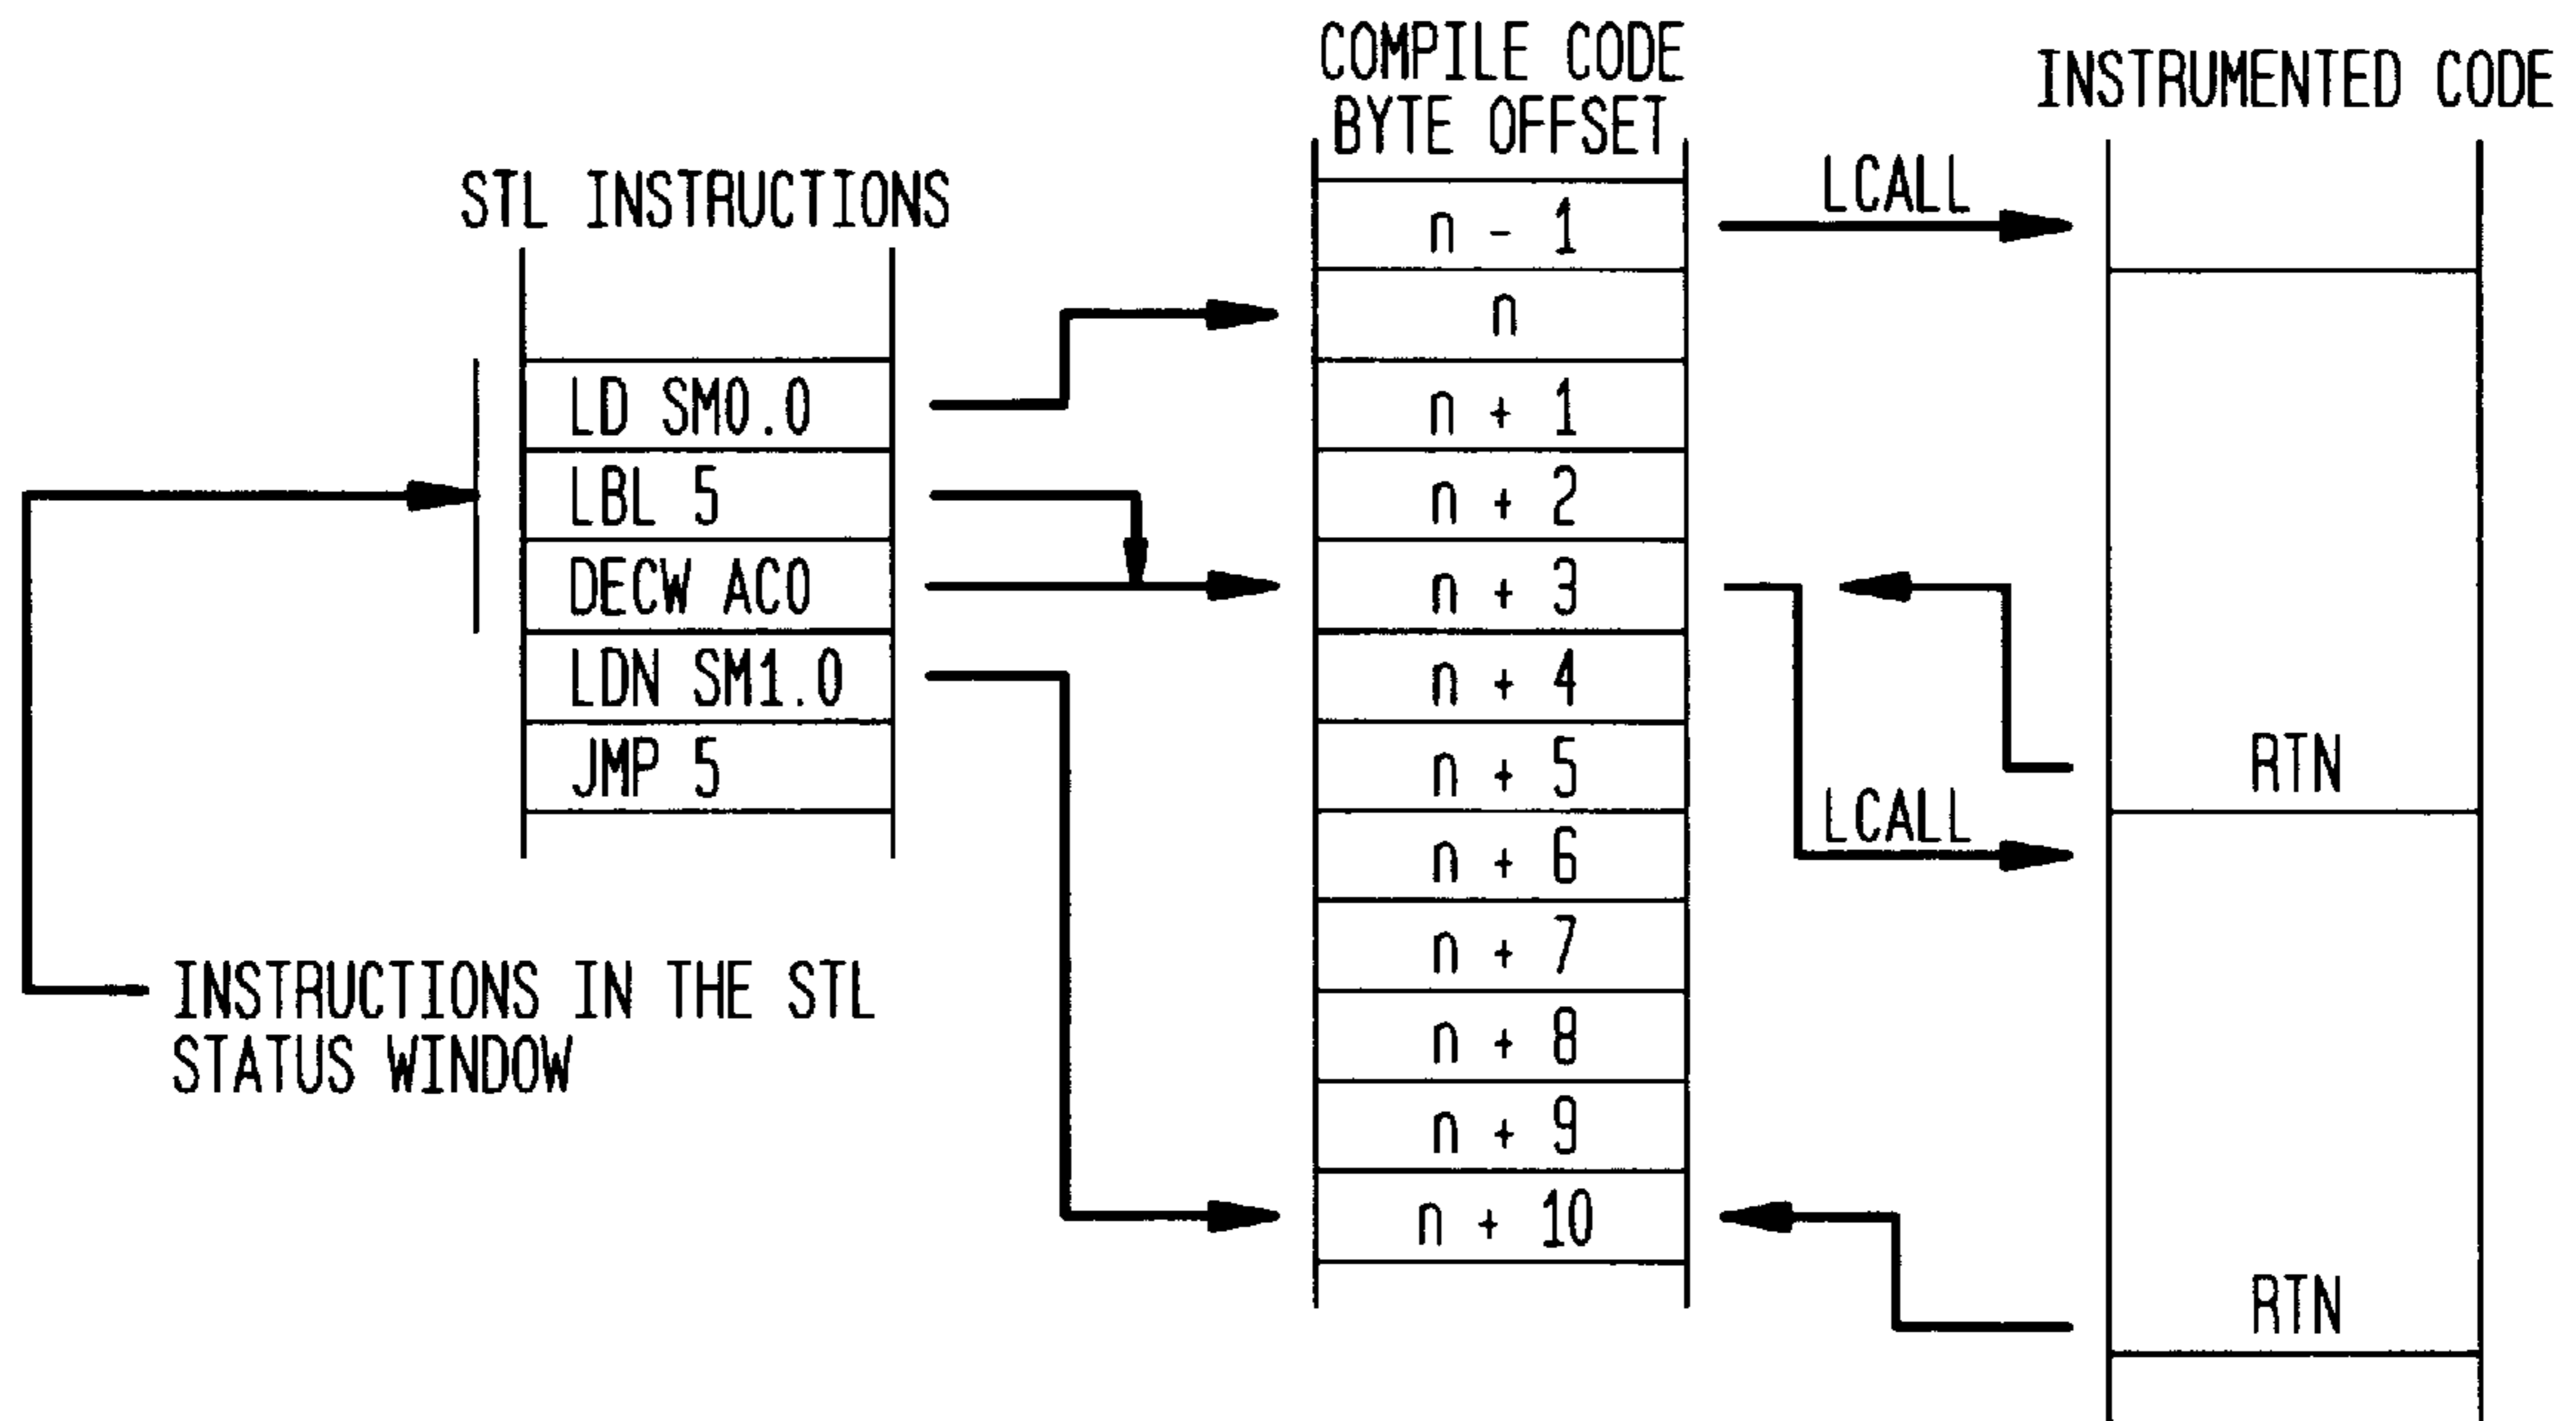 STL INSTRUCTIONS
LD SM0.0
LBL 5
DECW AC0
LDN SM1.0
JMP 5
INSTRUCTIONS IN THE STL
STATUS WINDOW
COMPILE CODE
BYTE OFFSET
n - 1
n
n + 1
n + 2
n + 3
n + 4
n + 5
n + 6
n + 7
n + 8
n + 9
n + 10
LCALL
LCALL
INSTRUMENTED CODE
RTN
RTN